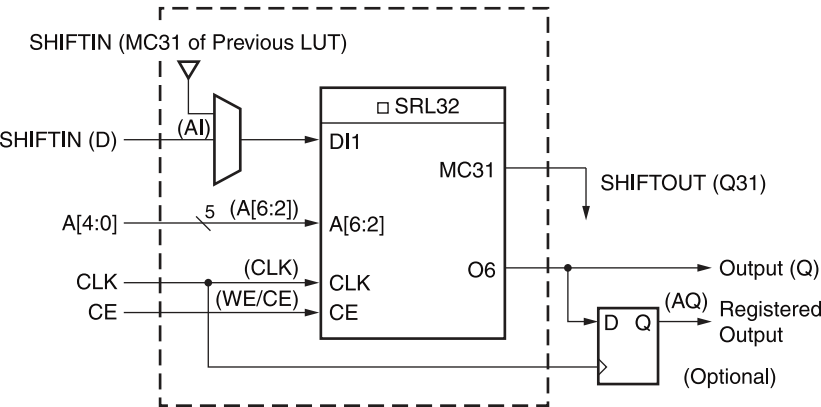 SHIFTIN (MC31 of Previous LUT)
SRL32
SHIFTIN (D)
(AI)
DI1
MC31
SHIFTOUT (Q31)
A[4:0]
5
(A[6:2])
A[6:2]
CLK
(CLK)
CLK
O6
Output (Q)
CE
(WE/CE)
CE
D Q
(AQ)
Registered
Output
(Optional)